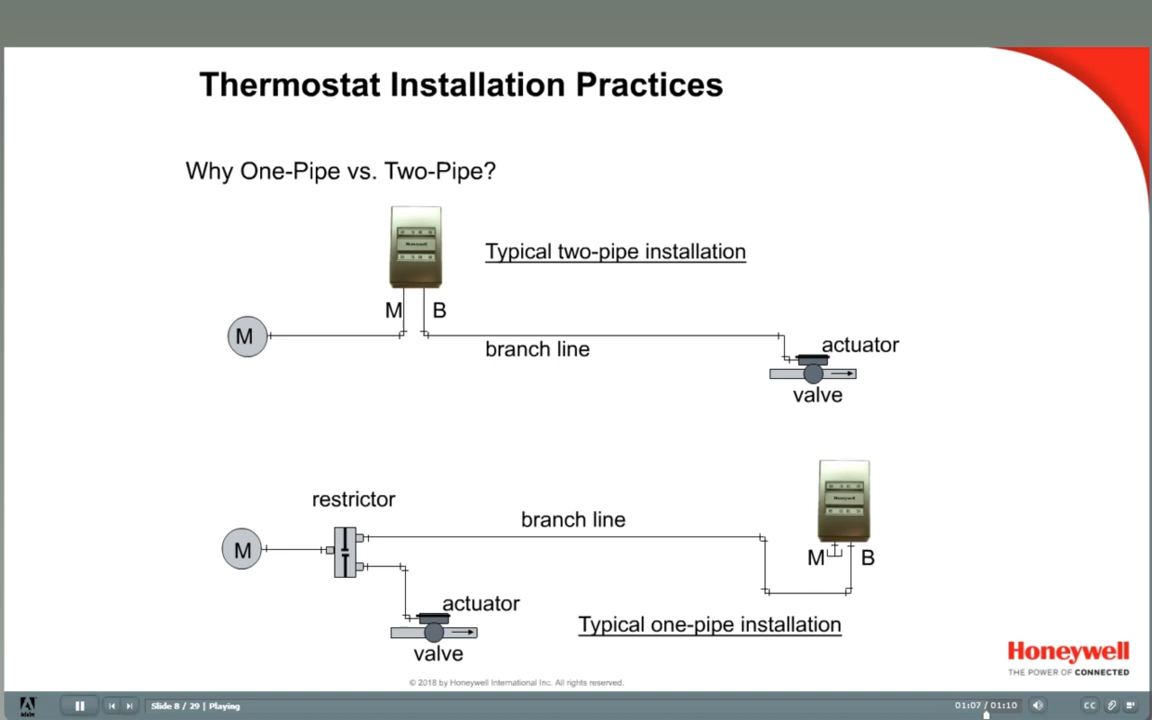 Thermostat Installation Practices
Why One-Pipe vs. Two-Pipe?
Typical two-pipe installation
M B
M
branch line
actuator
valve
restrictor
branch line
Honeywell
M
M B
actuator
Typical one-pipe installation
valve
Honeywell
THE POWER OF CONNECTED
© 2018 by Honeywell International Inc. All rights reserved.
Slide 8 / 29 | Playing
01:07 / 01:10
CC